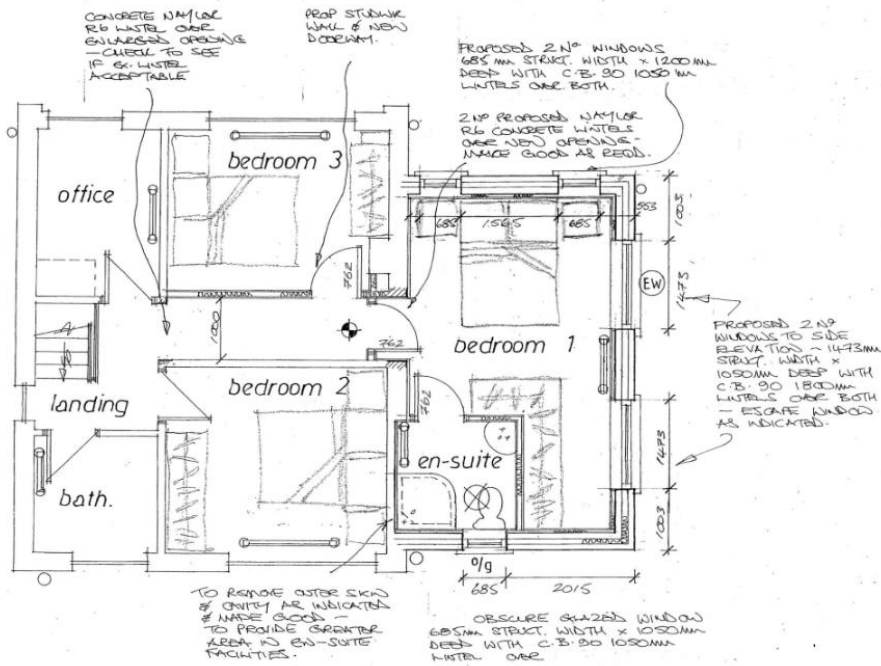 CONCRETE NAYLOR
R6 LINTEL OVER
ENLARGED OPENING
– CHECK TO SEE
IF EX. LINTEL
ACCEPTABLE
PROP STUDWK
WALL & NEW
DOORWAY.
PROPOSED 2 Nº WINDOWS
685 mm STRUCT. WIDTH x 1200 mm
DEEP WITH C.B. 90 1050 mm
LINTELS OVER BOTH.
2 Nº PROPOSED NAYLOR
R6 CONCRETE LINTELS
OVER NEW OPENING –
MAKE GOOD AS REQD.
office
bedroom 3
685
1565
685
553
1003
EW
1473
762
1000
762
bedroom 1
PROPOSED 2 Nº
WINDOWS TO SIDE
ELEVATION – 1473mm
STRUCT. WIDTH x
1050mm DEEP WITH
C.B. 90 1800mm
LINTELS OVER BOTH
– ESCAPE WINDOW
AS INDICATED.
landing
bedroom 2
762
en-suite
1473
bath.
1003
o/g
685
2015
TO REMOVE OUTER SKIN
& CAVITY AS INDICATED
& MADE GOOD –
TO PROVIDE GREATER
AREA IN EN-SUITE
FACILITIES.
OBSCURE GLAZED WINDOW
685mm STRUCT. WIDTH x 1050mm
DEEP WITH C.B. 90 1050mm
LINTEL OVER